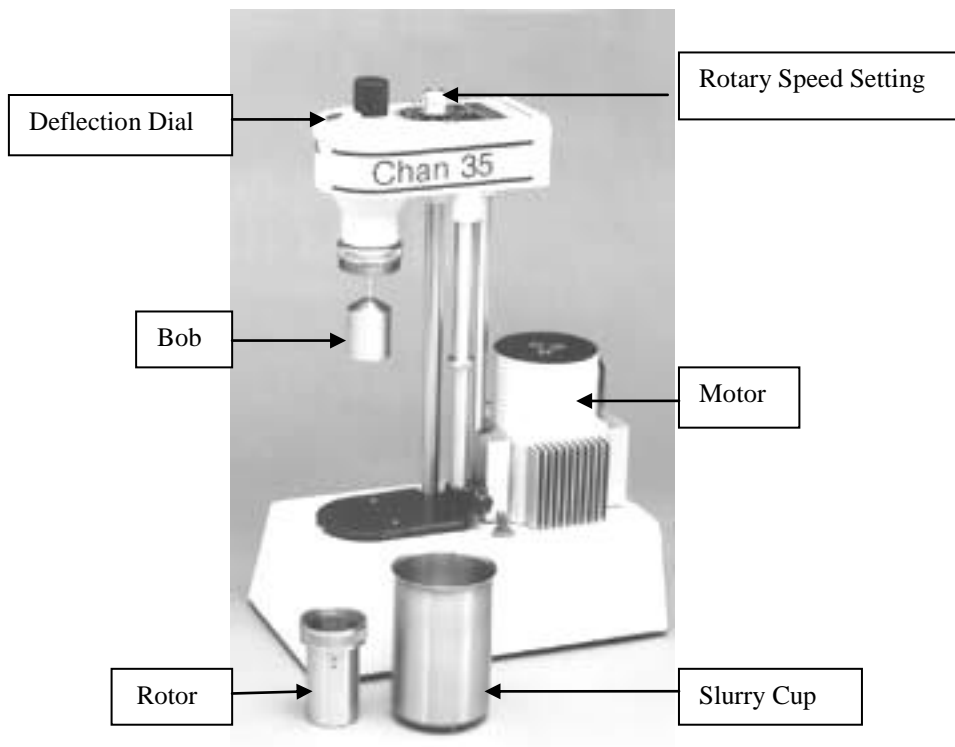 Rotary Speed Setting
Deflection Dial
Chan 35
Bob
Motor
Rotor
Slurry Cup